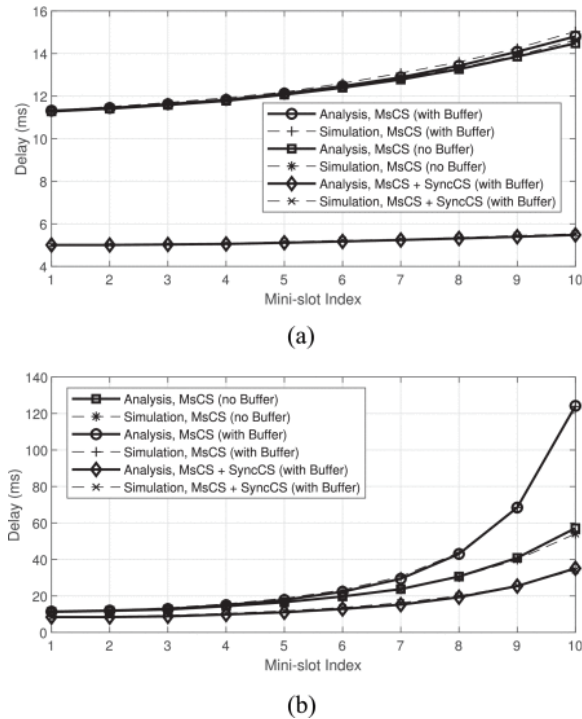 16
14
12
10
8
6
4
Delay (ms)
Analysis, MsCS (with Buffer)
Simulation, MsCS (with Buffer)
Analysis, MsCS (no Buffer)
Simulation, MsCS (no Buffer)
Analysis, MsCS + SyncCS (with Buffer)
Simulation, MsCS + SyncCS (with Buffer)
1 2 3 4 5 6 7 8 9 10
Mini-slot Index
(a)
140
120
100
80
60
40
20
0
Delay (ms)
Analysis, MsCS (no Buffer)
Simulation, MsCS (no Buffer)
Analysis, MsCS (with Buffer)
Simulation, MsCS (with Buffer)
Analysis, MsCS + SyncCS (with Buffer)
Simulation, MsCS + SyncCS (with Buffer)
1 2 3 4 5 6 7 8 9 10
Mini-slot Index
(b)